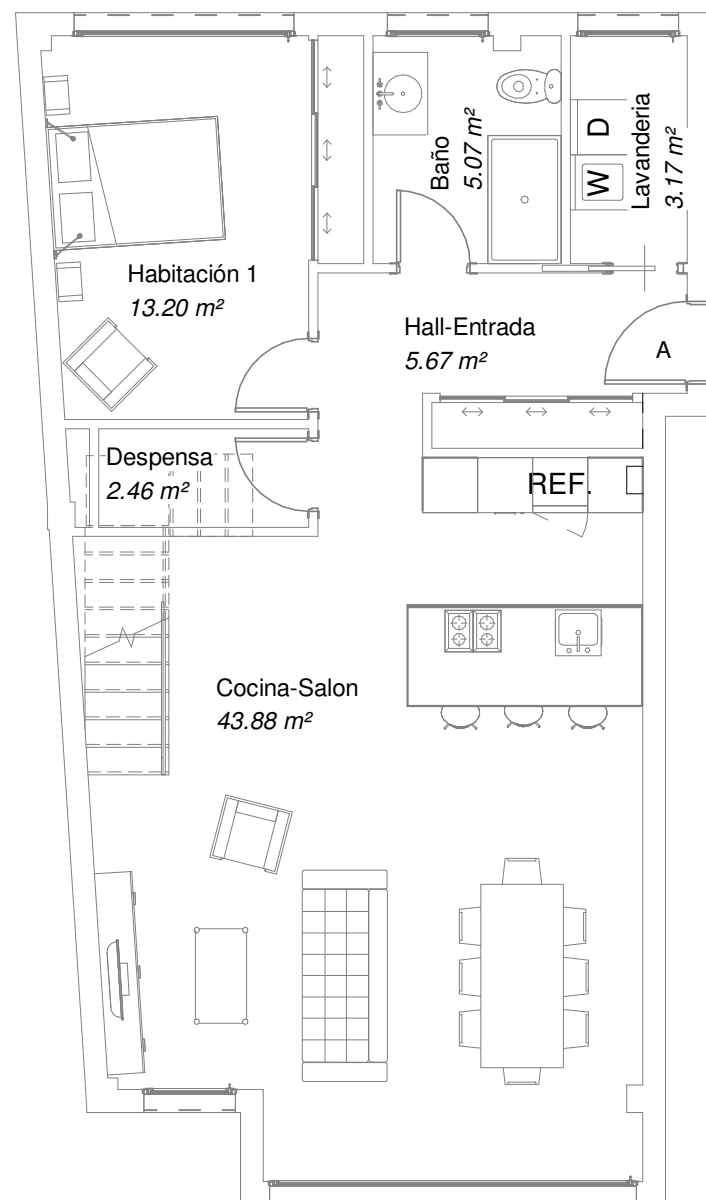 Baño
5.07 m²
D
W
Lavanderia
3.17 m²
Habitación 1
13.20 m²
Hall-Entrada
5.67 m²
A
Despensa
2.46 m²
REF.
Cocina-Salon
43.88 m²